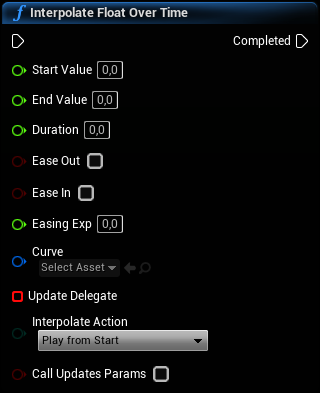 Interpolate Float Over Time
Completed
Start Value 0,0
End Value 0,0
Duration 0,0
Ease Out
Ease In
Easing Exp 0,0
Curve
Select Asset
Update Delegate
Interpolate Action
Play from Start
Call Updates Params